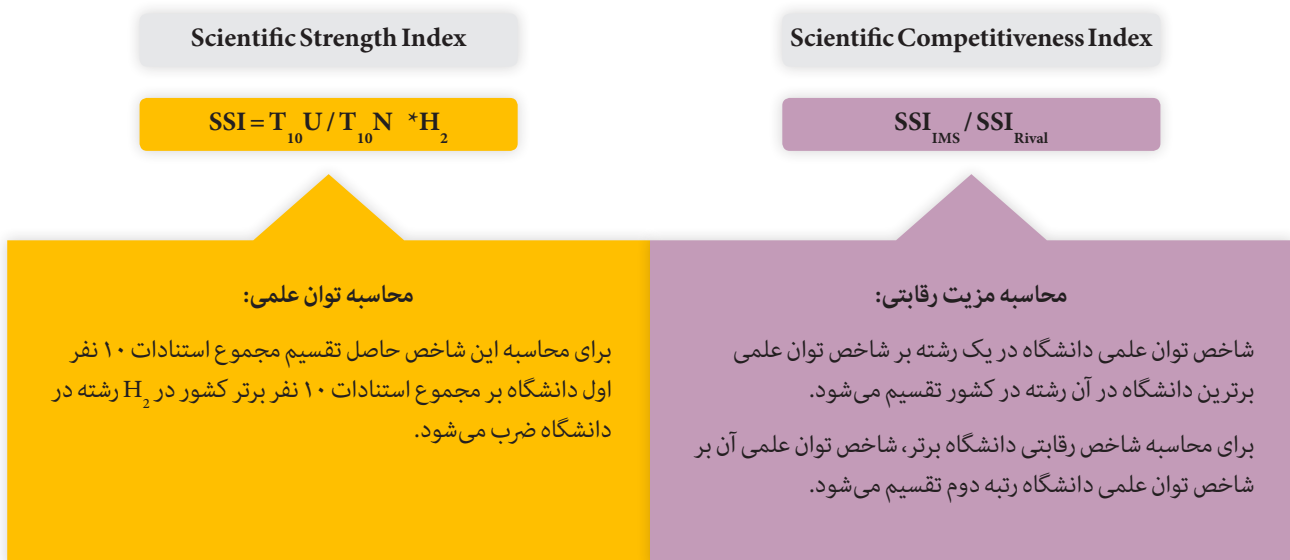 Scientific Strength Index
SSI = T₁₀U / T₁₀N *H₂
محاسبه توان علمی:
برای محاسبه این شاخص حاصل تقسیم مجموع استنادات ۱۰ نفر
اول دانشگاه بر مجموع استنادات ۱۰ نفر برتر کشور در H₂ رشته در
دانشگاه ضرب می‌شود.
Scientific Competitiveness Index
SSI_IMS / SSI_Rival
محاسبه مزیت رقابتی:
شاخص توان علمی دانشگاه در یک رشته بر شاخص توان علمی
برترین دانشگاه در آن رشته در کشور تقسیم می‌شود.
برای محاسبه شاخص رقابتی دانشگاه برتر، شاخص توان علمی آن بر
شاخص توان علمی دانشگاه رتبه دوم تقسیم می‌شود.